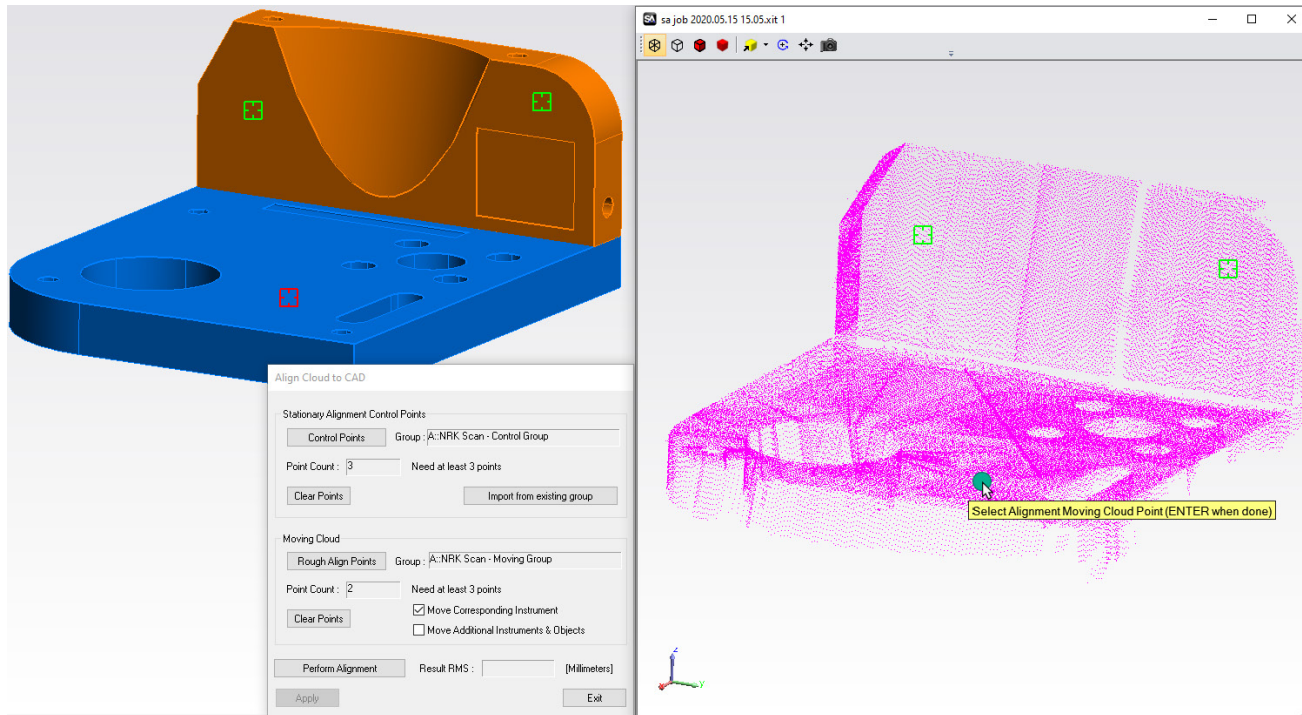 sa job 2020.05.15 15.05.xit 1
Align Cloud to CAD
Stationary Alignment Control Points
Control Points Group : A::NRK Scan - Control Group
Point Count : 3 Need at least 3 points
Clear Points Import from existing group
Moving Cloud
Rough Align Points Group : A::NRK Scan - Moving Group
Point Count : 2 Need at least 3 points
Clear Points
Move Corresponding Instrument
Move Additional Instruments & Objects
Perform Alignment Result RMS : [Millimeters]
Apply Exit
Select Alignment Moving Cloud Point (ENTER when done)
z
y